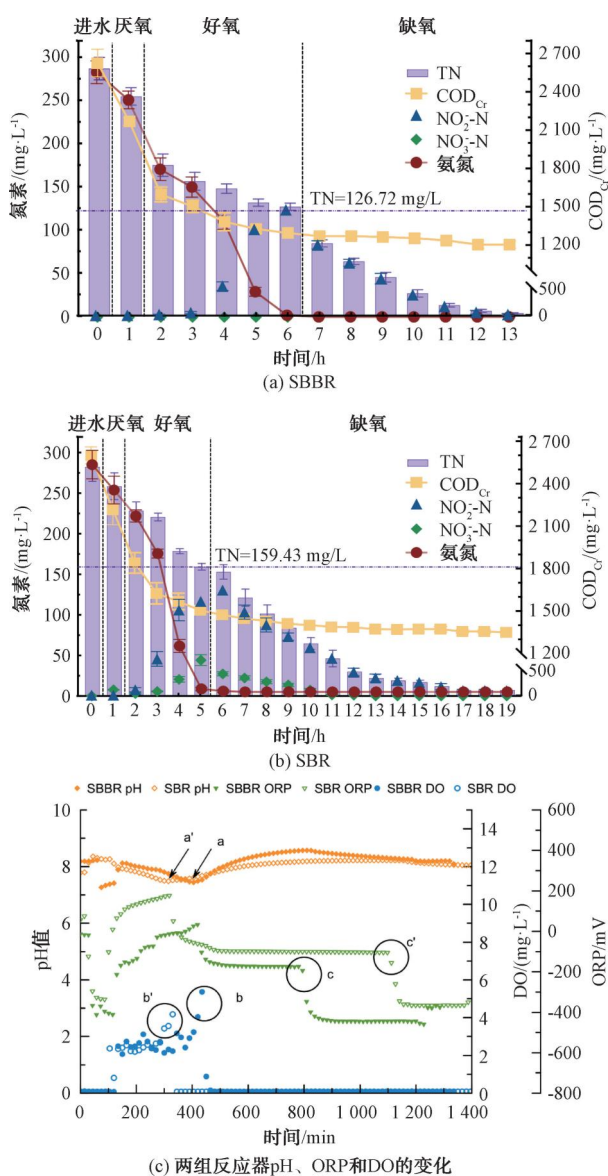 进水 厌氧 好氧 缺氧
300
250
200
150
100
50
0
氮素/(mg·L⁻¹)
TN
COD_Cr
NO₂⁻-N
NO₃⁻-N
氨氮
TN=126.72 mg/L
2 700
2 400
2 100
1 800
1 500
1 200
500
0
COD_Cr/(mg·L⁻¹)
0 1 2 3 4 5 6 7 8 9 10 11 12 13
时间/h
(a) SBBR
进水 厌氧 好氧 缺氧
300
250
200
150
100
50
0
氮素/(mg·L⁻¹)
TN
COD_Cr
NO₂⁻-N
NO₃⁻-N
氨氮
TN=159.43 mg/L
2 700
2 400
2 100
1 800
1 500
1 200
500
0
COD_Cr/(mg·L⁻¹)
0 1 2 3 4 5 6 7 8 9 10 11 12 13 14 15 16 17 18 19
时间/h
(b) SBR
SBBR pH SBR pH SBBR ORP SBR ORP SBBR DO SBR DO
10
8
6
4
2
0
pH值
a' a
b' b
c
c'
14
12
10
8
6
4
2
0
DO/(mg·L⁻¹)
600
400
200
0
-200
-400
-600
-800
ORP/mV
0 200 400 600 800 1 000 1 200 1 400
时间/min
(c) 两组反应器pH、ORP和DO的变化